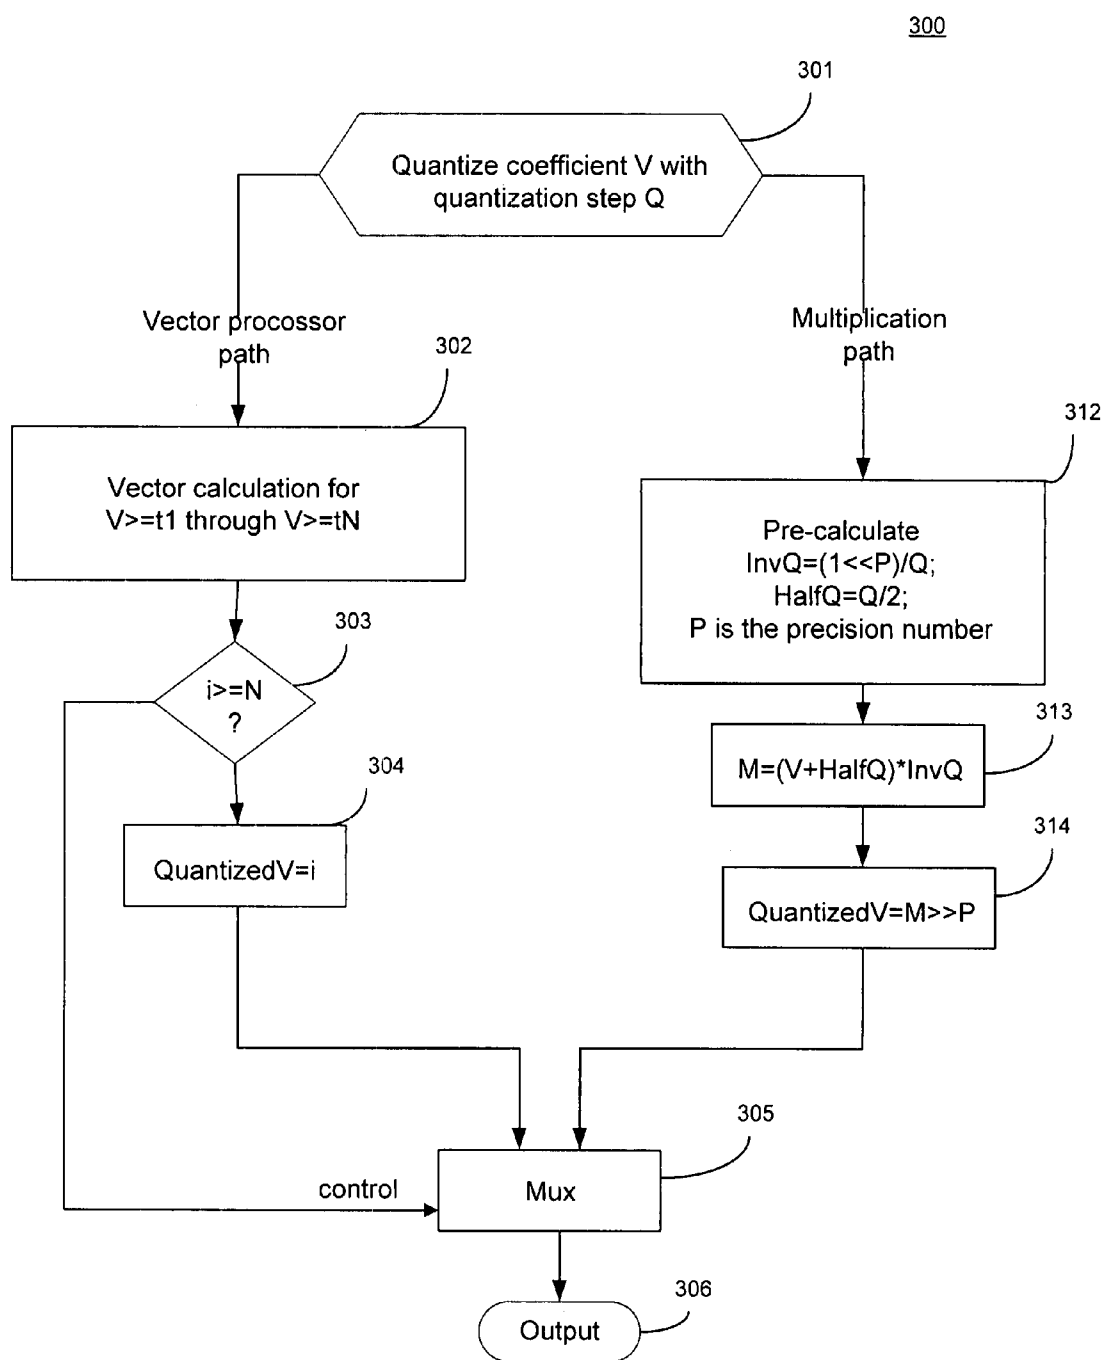 300
301
Quantize coefficient V with
quantization step Q
Vector procossor
path
Multiplication
path
302
312
Vector calculation for
V>=t1 through V>=tN
Pre-calculate
InvQ=(1<<P)/Q;
HalfQ=Q/2;
P is the precision number
303
i>=N
?
313
M=(V+HalfQ)*InvQ
304
QuantizedV=i
314
QuantizedV=M>>P
305
control
Mux
306
Output